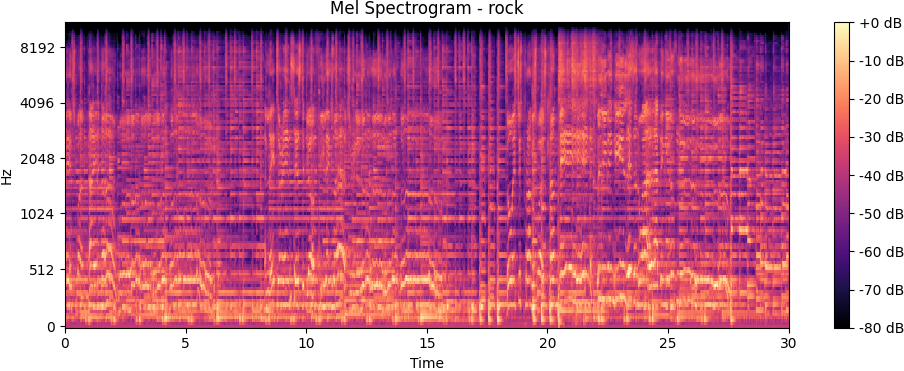 Mel Spectrogram - rock
Hz
8192
4096
2048
1024
512
0
0 5 10 15 20 25 30
Time
+0 dB
-10 dB
-20 dB
-30 dB
-40 dB
-50 dB
-60 dB
-70 dB
-80 dB